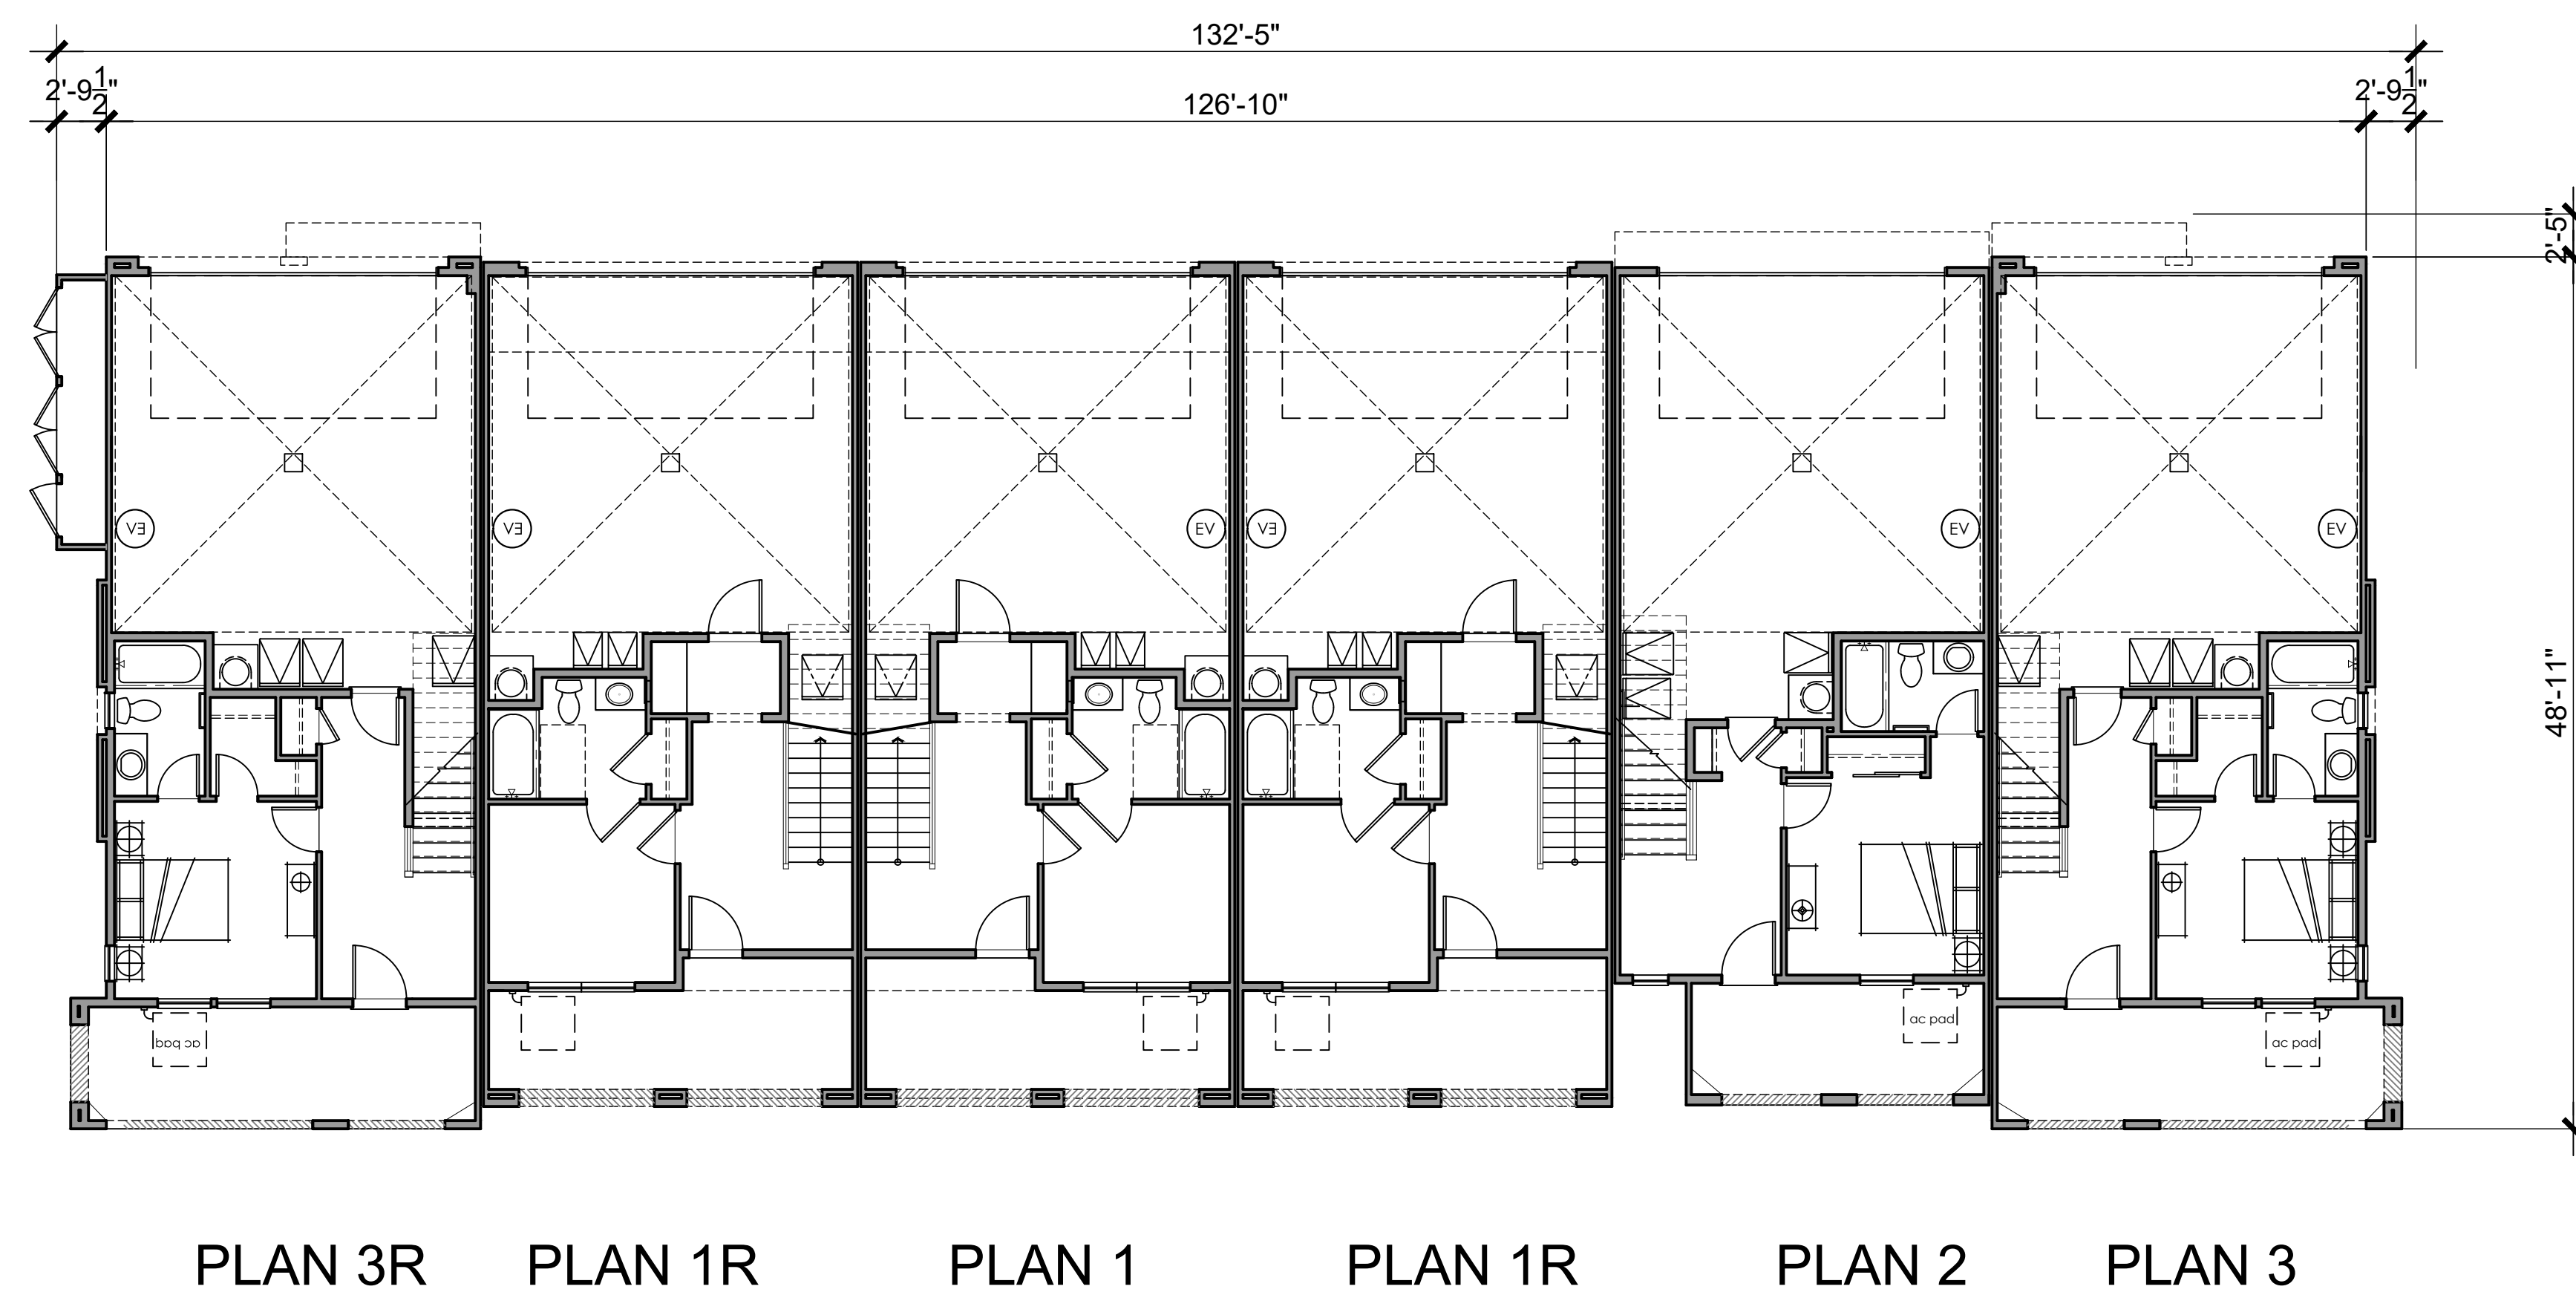 132'-5"
2'-9 1/2"
126'-10"
2'-9 1/2"
2'-5"
EV
EV
EV
EV
EV
EV
48'-11"
ac pad
ac pad
ac pad
PLAN 3R
PLAN 1R
PLAN 1
PLAN 1R
PLAN 2
PLAN 3